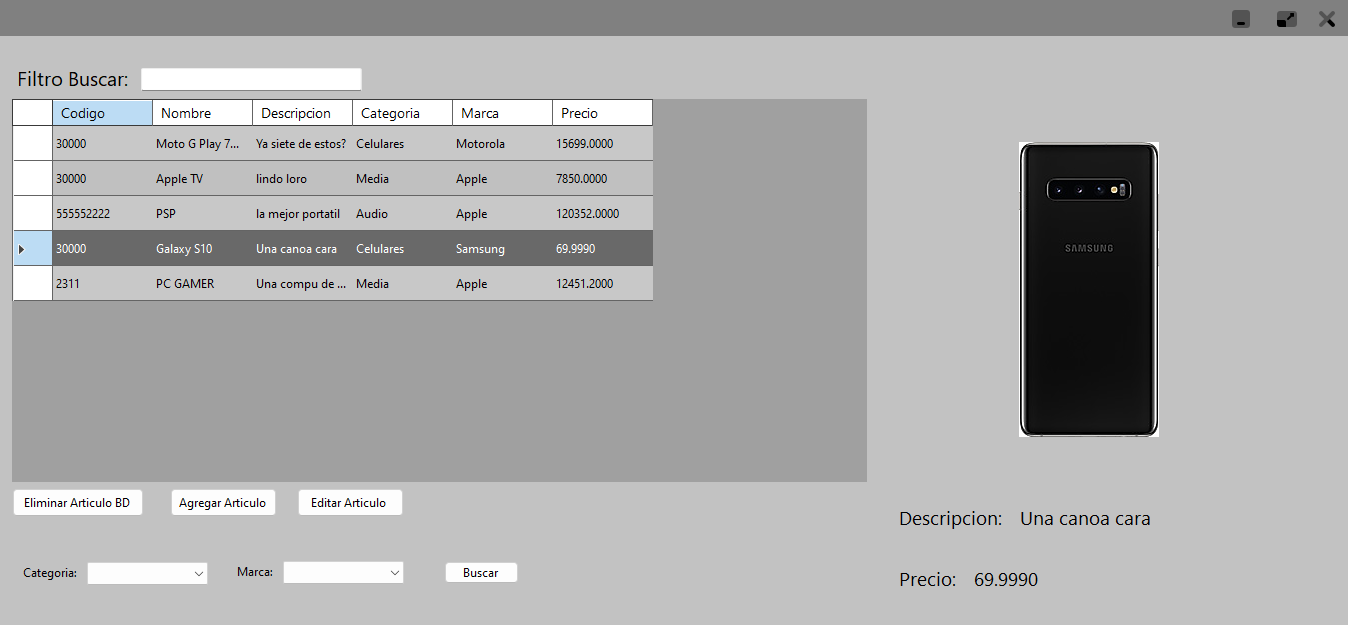 Filtro Buscar:
Codigo Nombre Descripcion Categoria Marca Precio
30000 Moto G Play 7... Ya siete de estos? Celulares Motorola 15699.0000
30000 Apple TV lindo loro Media Apple 7850.0000
555552222 PSP la mejor portatil Audio Apple 120352.0000
30000 Galaxy S10 Una canoa cara Celulares Samsung 69.9990
2311 PC GAMER Una compu de ... Media Apple 12451.2000
SAMSUNG
Eliminar Articulo BD Agregar Articulo Editar Articulo
Descripcion: Una canoa cara
Categoria: Marca: Buscar
Precio: 69.9990